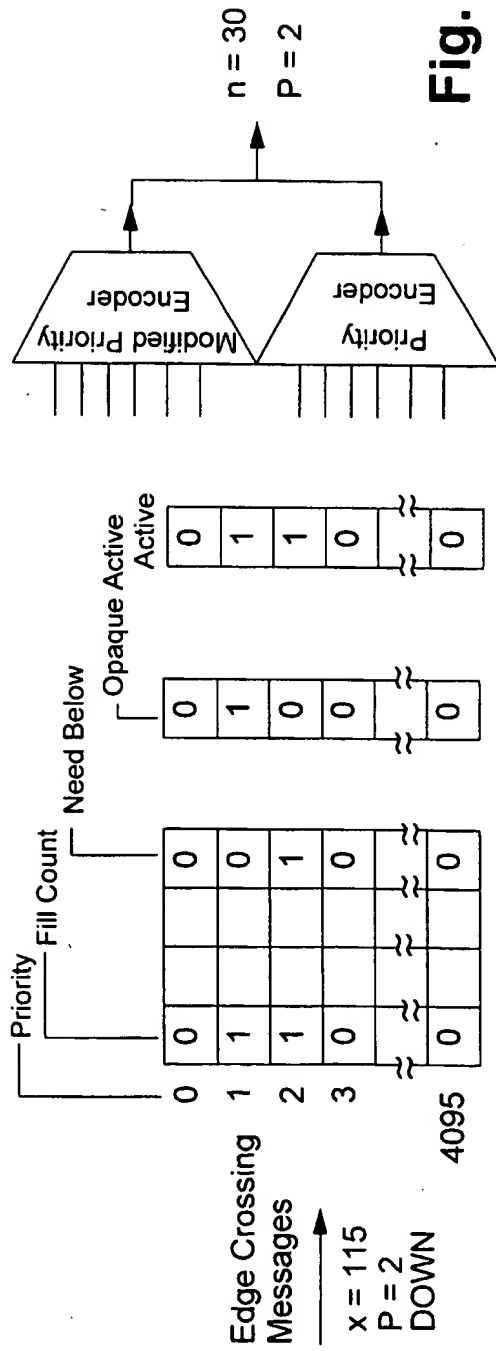 Priority
Fill Count
Need Below
Opaque Active
Active
Edge Crossing
Messages
x = 115
P = 2
DOWN
0 0 0 0 0
1 1 0 1 1
2 1 1 0 1
3 0 0 0 0
4095 0 0 0 0
Modified Priority
Encoder
Priority
Encoder
n = 30
P = 2
Fig.